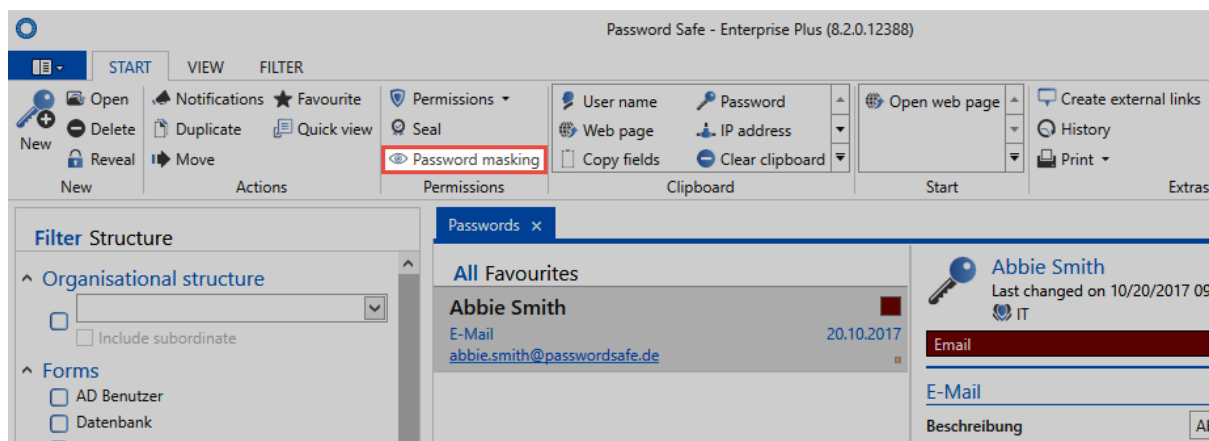 Password Safe - Enterprise Plus (8.2.0.12388)
START VIEW FILTER
New
Open
Delete
Reveal
New
Notifications Favourite
Duplicate Quick view
Move
Actions
Permissions
Seal
Password masking
Permissions
User name Password
Web page IP address
Copy fields Clear clipboard
Clipboard
Open web page
Start
Create external links
History
Print
Extras
Filter Structure
Organisational structure
Include subordinate
Forms
AD Benutzer
Datenbank
Passwords ×
All Favourites
Abbie Smith
E-Mail 20.10.2017
abbie.smith@passwordsafe.de
Abbie Smith
Last changed on 10/20/2017 09
IT
Email
E-Mail
Beschreibung Ab